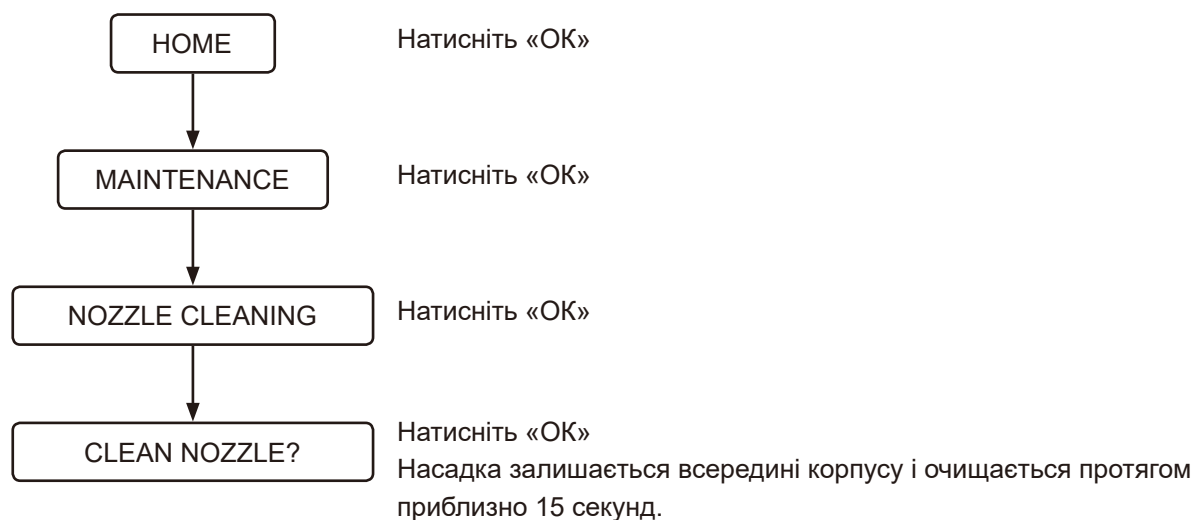 HOME
Натисніть «ОК»
MAINTENANCE
Натисніть «ОК»
NOZZLE CLEANING
Натисніть «ОК»
CLEAN NOZZLE?
Натисніть «ОК»
Насадка залишається всередині корпусу і очищається протягом
приблизно 15 секунд.